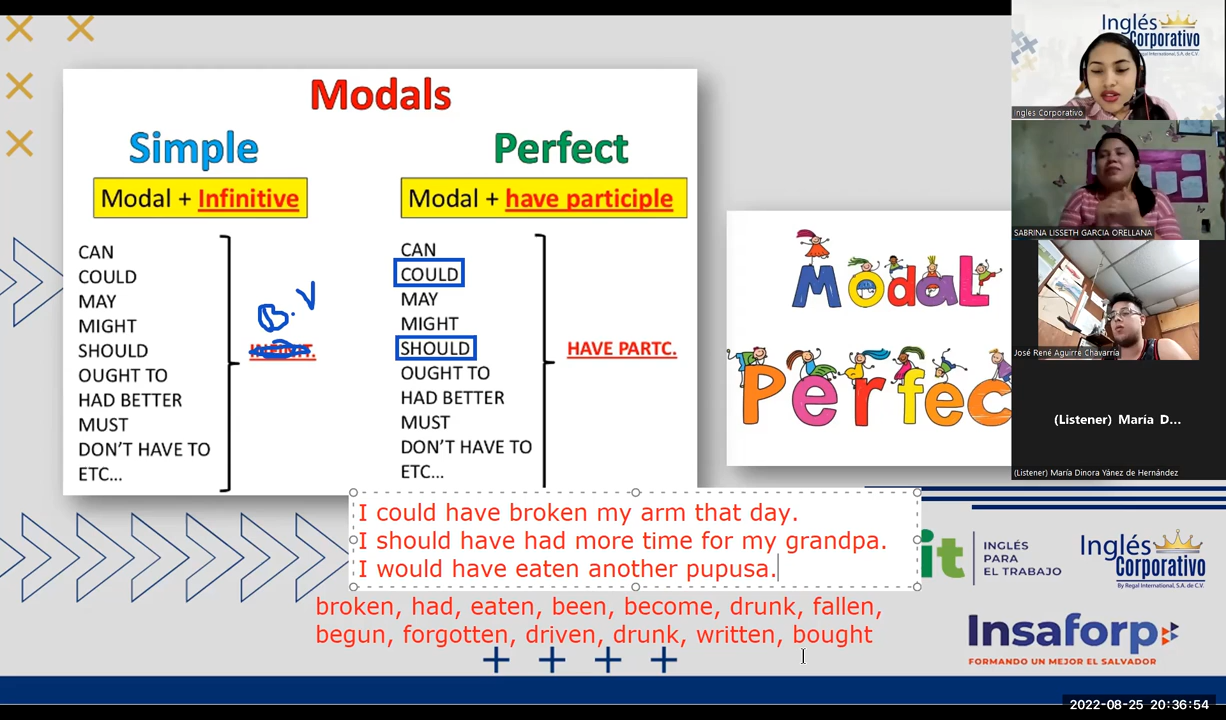 Modals
Simple
Perfect
Modal + Infinitive
Modal + have participle
CAN
COULD
MAY
MIGHT
SHOULD
OUGHT TO
HAD BETTER
MUST
DON'T HAVE TO
ETC...
B.V
CAN
COULD
MAY
MIGHT
SHOULD
OUGHT TO
HAD BETTER
MUST
DON'T HAVE TO
ETC...
HAVE PARTC.
Modal
Perfec
I could have broken my arm that day.
I should have had more time for my grandpa.
I would have eaten another pupusa.
broken, had, eaten, been, become, drunk, fallen,
begun, forgotten, driven, drunk, written, bought
Inglés
Corporativo
Ingles Corporativo
SABRINA LISSETH GARCIA ORELLANA
José René Aguirre Chavarría
(Listener) María D...
(Listener) María Dinora Yánez de Hernández
it
INGLÉS
PARA
EL TRABAJO
Inglés
Corporativo
By Regal International, S.A. de C.V.
Insaforp
FORMANDO UN MEJOR EL SALVADOR
2022-08-25 20:36:54